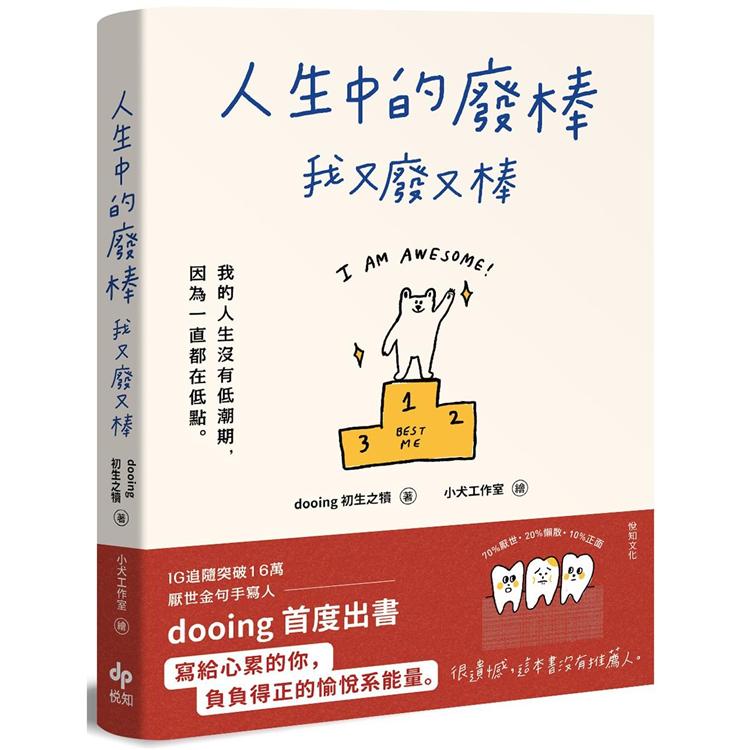 人生中的廢棒
我又廢又棒
I AM AWESOME!
我的人生沒有低潮期，
因為一直都在低點。
1
2
3
BEST
ME
dooing 初生之犢 著
小犬工作室 繪
悅知文化
70%厭世・20%懶散・10%正面
IG追隨突破16萬
厭世金句手寫人
dooing 首度出書
寫給心累的你，
負負得正的愉悅系能量。
很遺憾，這本書沒有推薦人。
人生中的廢棒 我又廢又棒
dooing
初生之犢 著
小犬工作室 繪
dp
悅知